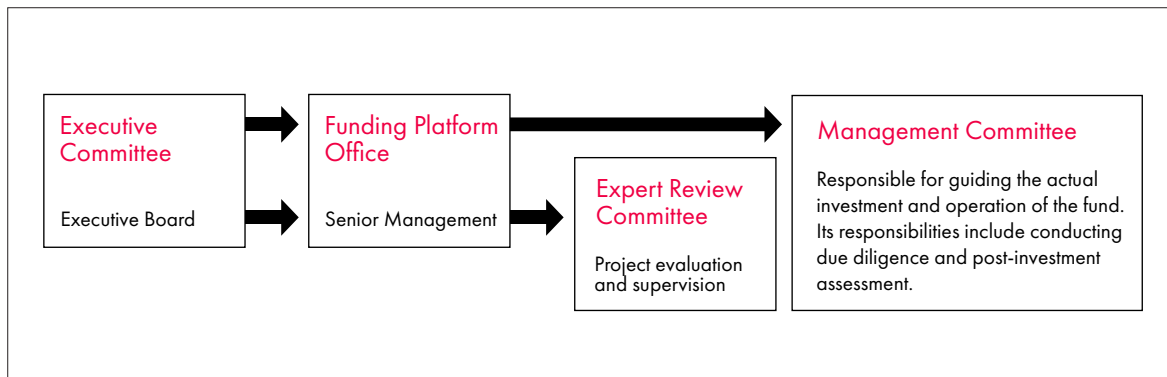 Executive
Committee
Executive Board
Funding Platform
Office
Senior Management
Expert Review
Committee
Project evaluation
and supervision
Management Committee
Responsible for guiding the actual
investment and operation of the fund.
Its responsibilities include conducting
due diligence and post-investment
assessment.